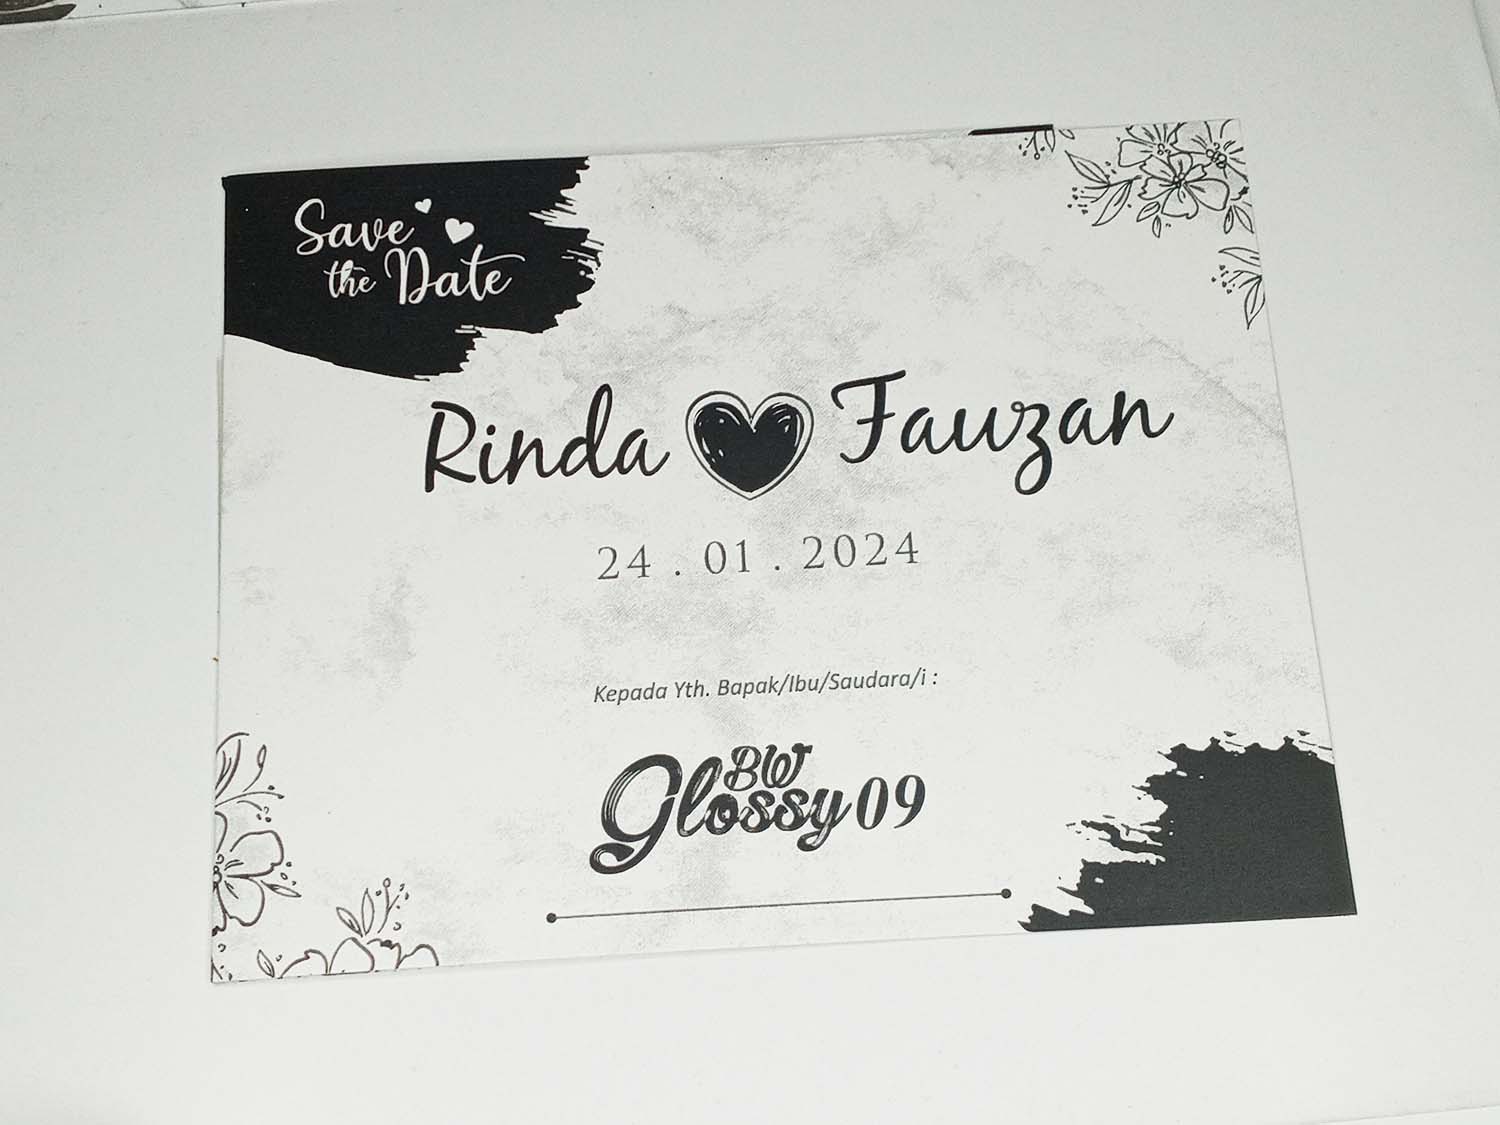 Save
the Date
Rinda Fauzan
24 . 01 . 2024
Kepada Yth. Bapak/Ibu/Saudara/i :
BW
Glossy 09